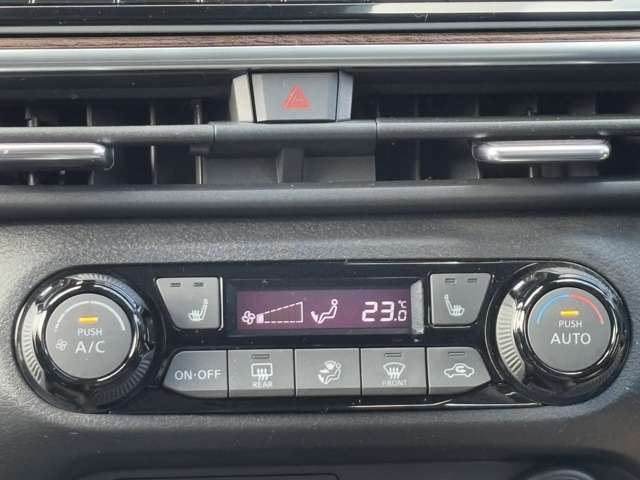 23.0 °C
PUSH
A/C
PUSH
AUTO
ON·OFF
REAR
FRONT